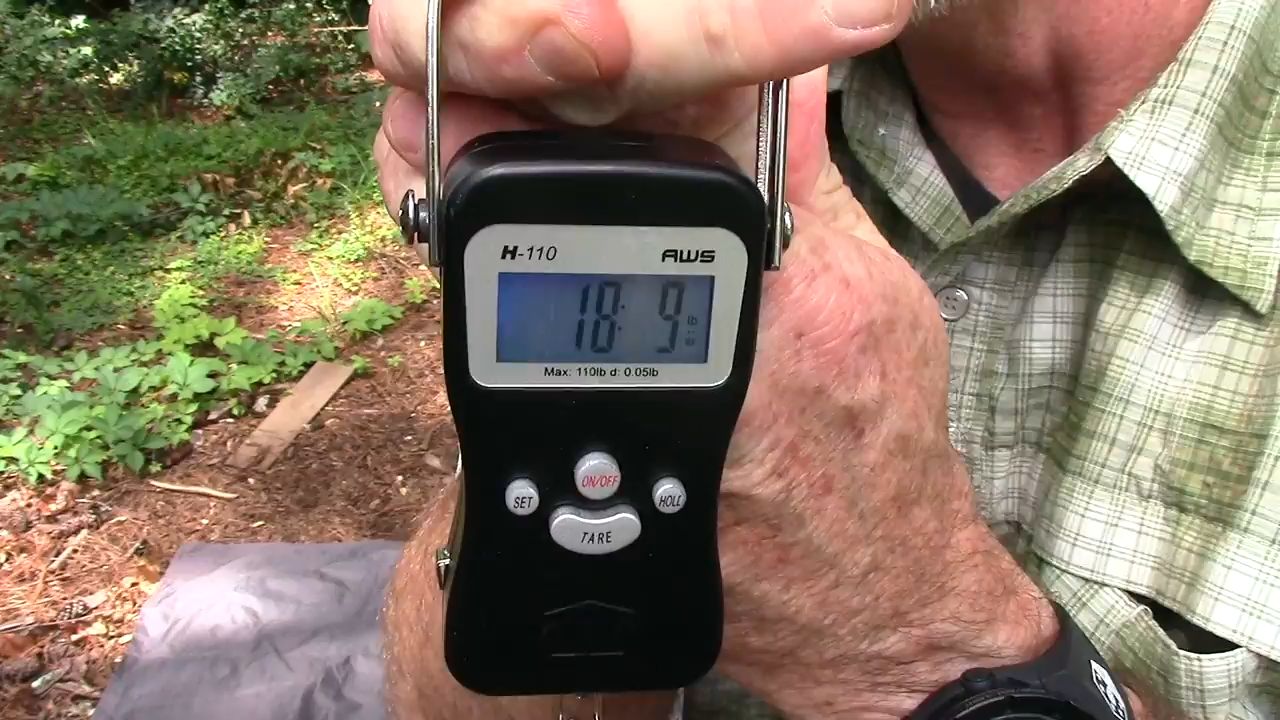 H-110 AWS
18: 9 lb
Max: 110lb d: 0.05lb
ON/OFF
SET HOLD
TARE